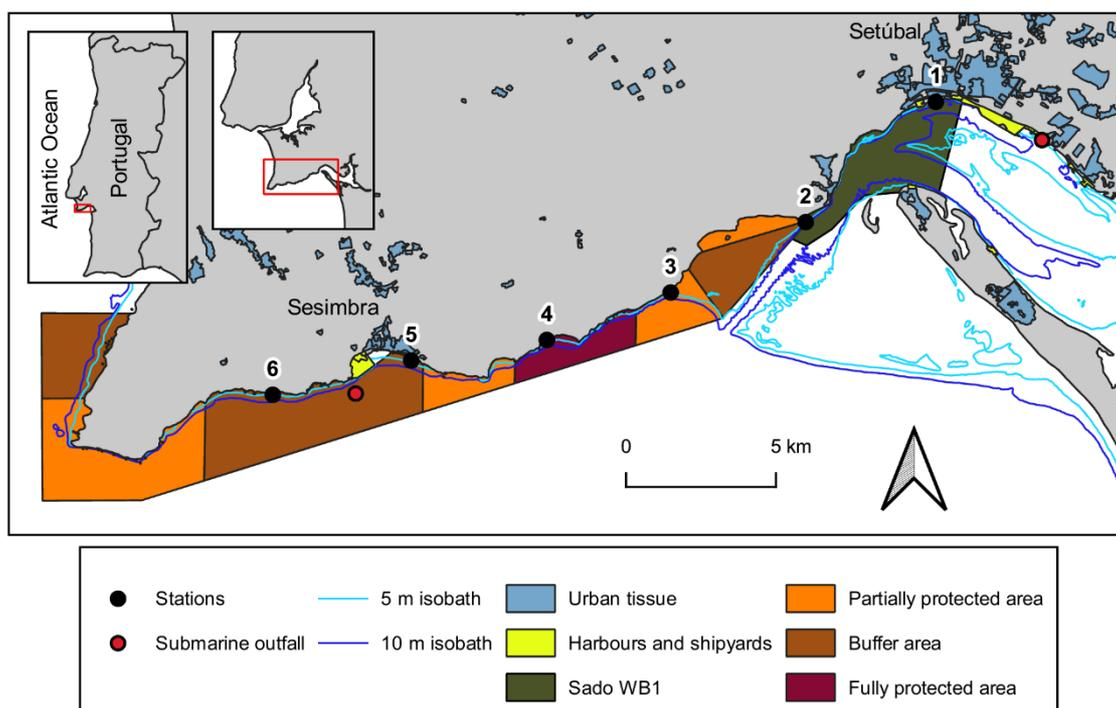 Setúbal
Atlantic Ocean
Portugal
1
2
3
Sesimbra
4
5
6
0 5 km
Stations
5 m isobath
Urban tissue
Partially protected area
Submarine outfall
10 m isobath
Harbours and shipyards
Buffer area
Sado WB1
Fully protected area